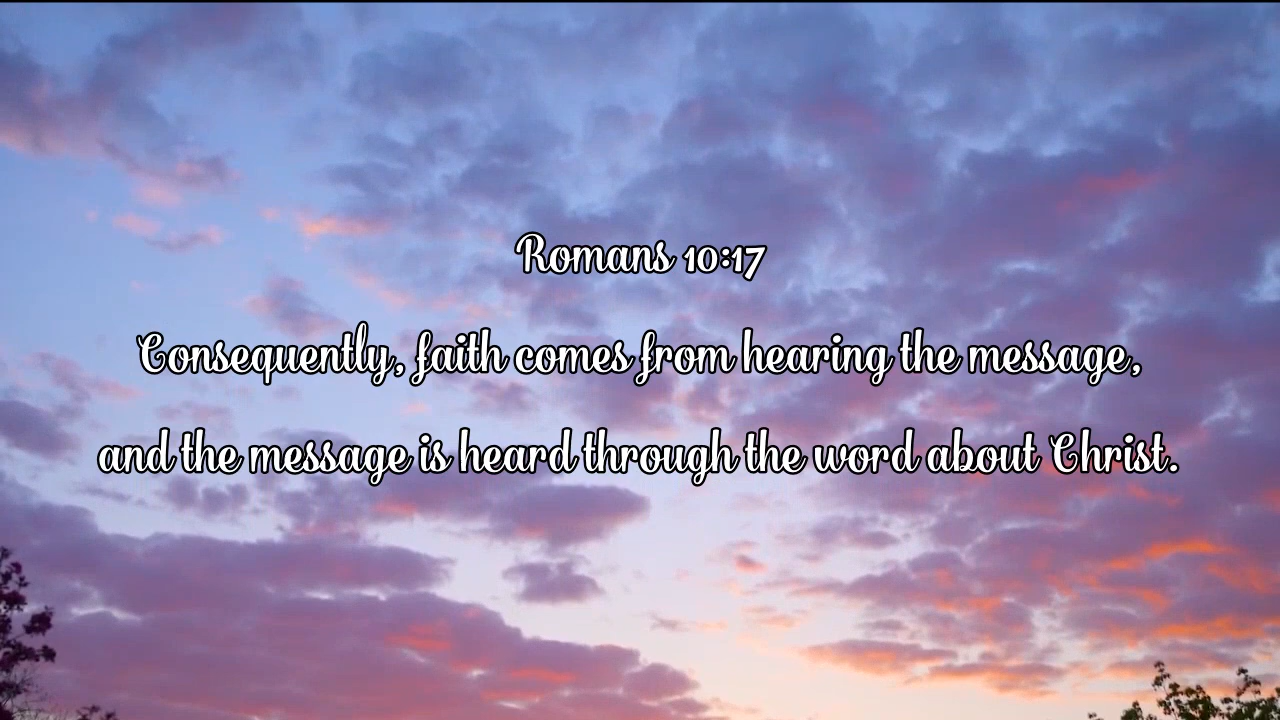 Romans 10:17
Consequently, faith comes from hearing the message,
and the message is heard through the word about Christ.